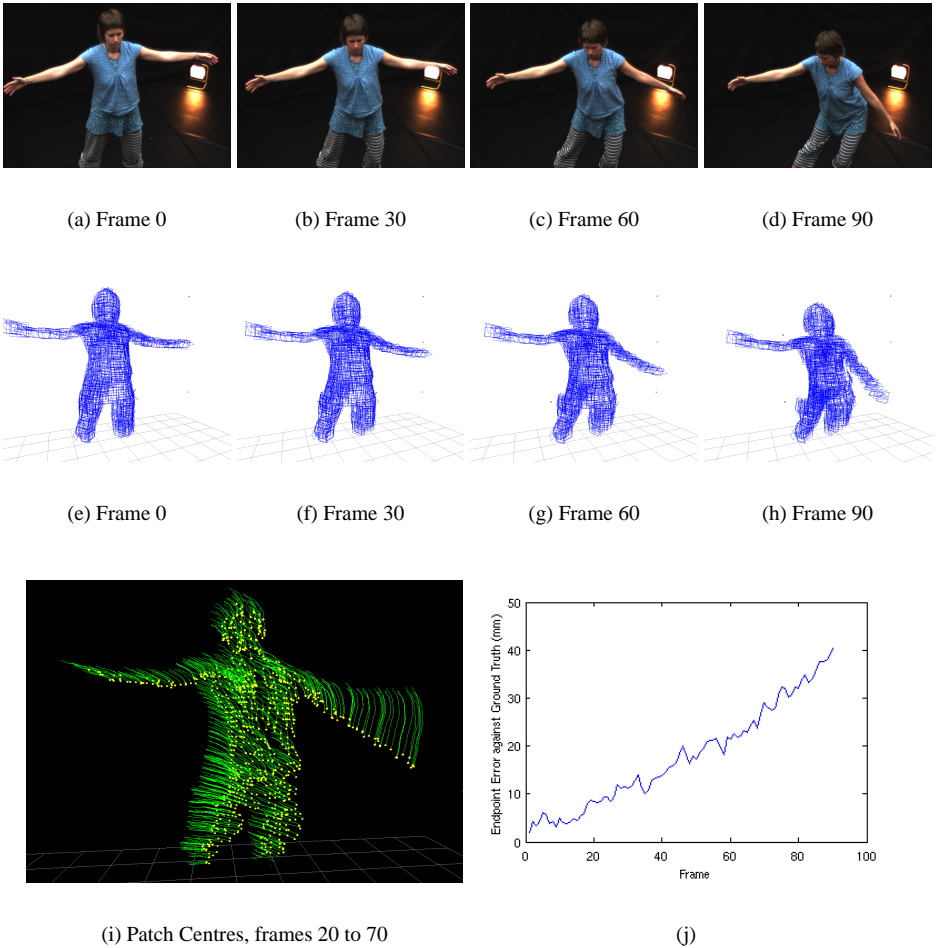 (a) Frame 0
(b) Frame 30
(c) Frame 60
(d) Frame 90
(e) Frame 0
(f) Frame 30
(g) Frame 60
(h) Frame 90
50
40
30
20
10
0
Endpoint Error against Ground Truth (mm)
0
20
40
60
80
100
Frame
(i) Patch Centres, frames 20 to 70
(j)